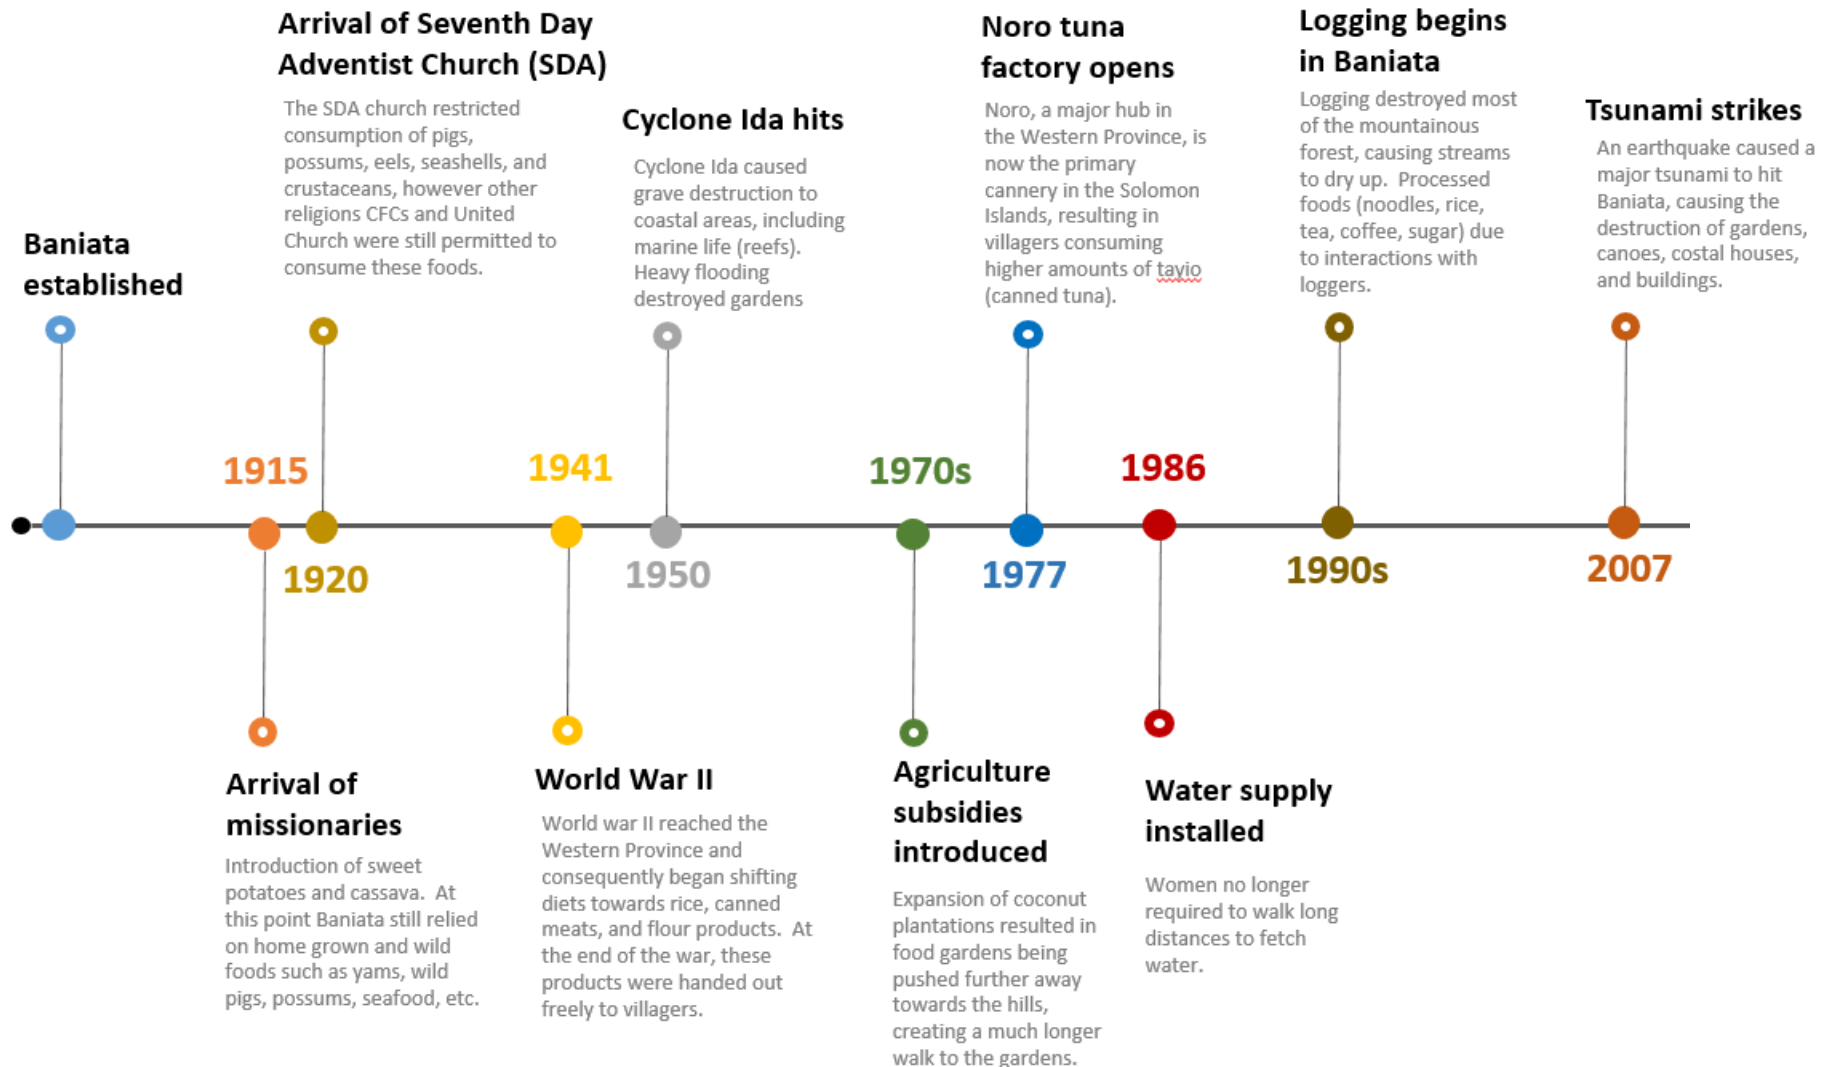 Baniata
established
Arrival of Seventh Day
Adventist Church (SDA)
The SDA church restricted
consumption of pigs,
possums, eels, seashells, and
crustaceans, however other
religions CFCs and United
Church were still permitted to
consume these foods.
Cyclone Ida hits
Cyclone Ida caused
grave destruction to
coastal areas, including
marine life (reefs).
Heavy flooding
destroyed gardens
Noro tuna
factory opens
Noro, a major hub in
the Western Province, is
now the primary
cannery in the Solomon
Islands, resulting in
villagers consuming
higher amounts of tayio
(canned tuna).
Logging begins
in Baniata
Logging destroyed most
of the mountainous
forest, causing streams
to dry up.  Processed
foods (noodles, rice,
tea, coffee, sugar) due
to interactions with
loggers.
Tsunami strikes
An earthquake caused a
major tsunami to hit
Baniata, causing the
destruction of gardens,
canoes, costal houses,
and buildings.
1915
1920
1941
1950
1970s
1977
1986
1990s
2007
Arrival of
missionaries
Introduction of sweet
potatoes and cassava.  At
this point Baniata still relied
on home grown and wild
foods such as yams, wild
pigs, possums, seafood, etc.
World War II
World war II reached the
Western Province and
consequently began shifting
diets towards rice, canned
meats, and flour products.  At
the end of the war, these
products were handed out
freely to villagers.
Agriculture
subsidies
introduced
Expansion of coconut
plantations resulted in
food gardens being
pushed further away
towards the hills,
creating a much longer
walk to the gardens.
Water supply
installed
Women no longer
required to walk long
distances to fetch
water.